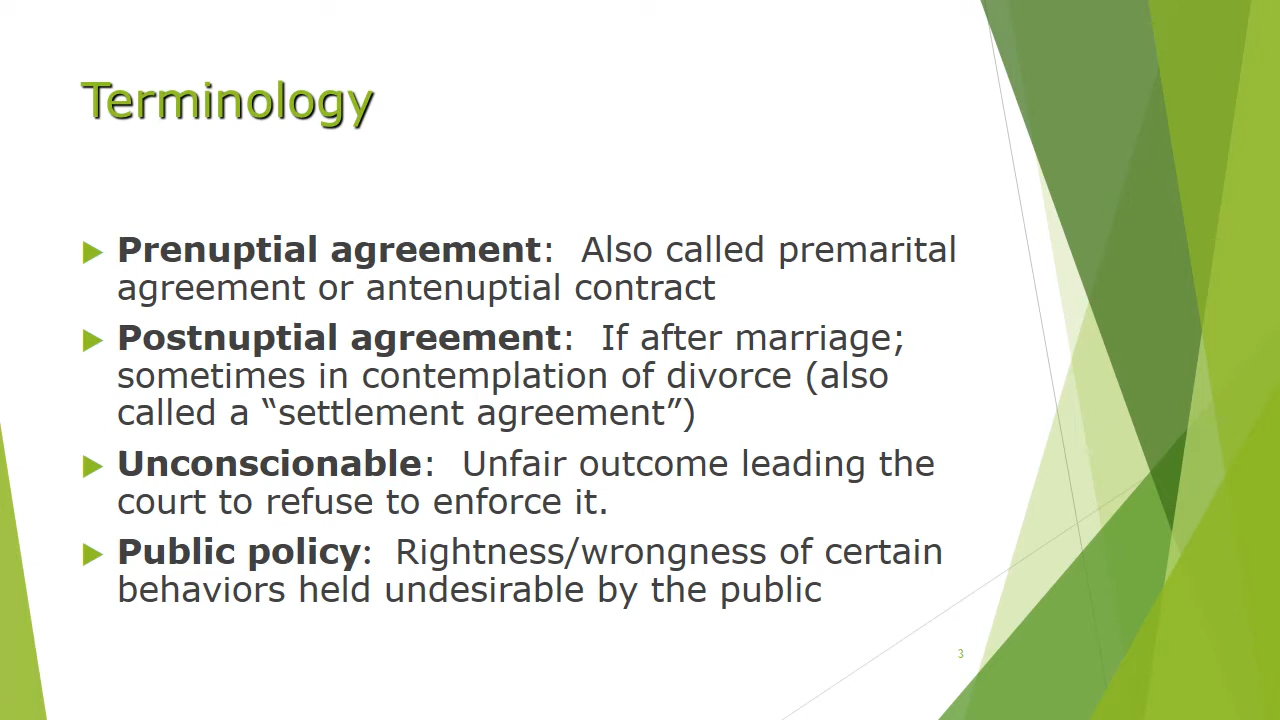 Terminology
Prenuptial agreement: Also called premarital
agreement or antenuptial contract
Postnuptial agreement: If after marriage;
sometimes in contemplation of divorce (also
called a “settlement agreement”)
Unconscionable: Unfair outcome leading the
court to refuse to enforce it.
Public policy: Rightness/wrongness of certain
behaviors held undesirable by the public
3